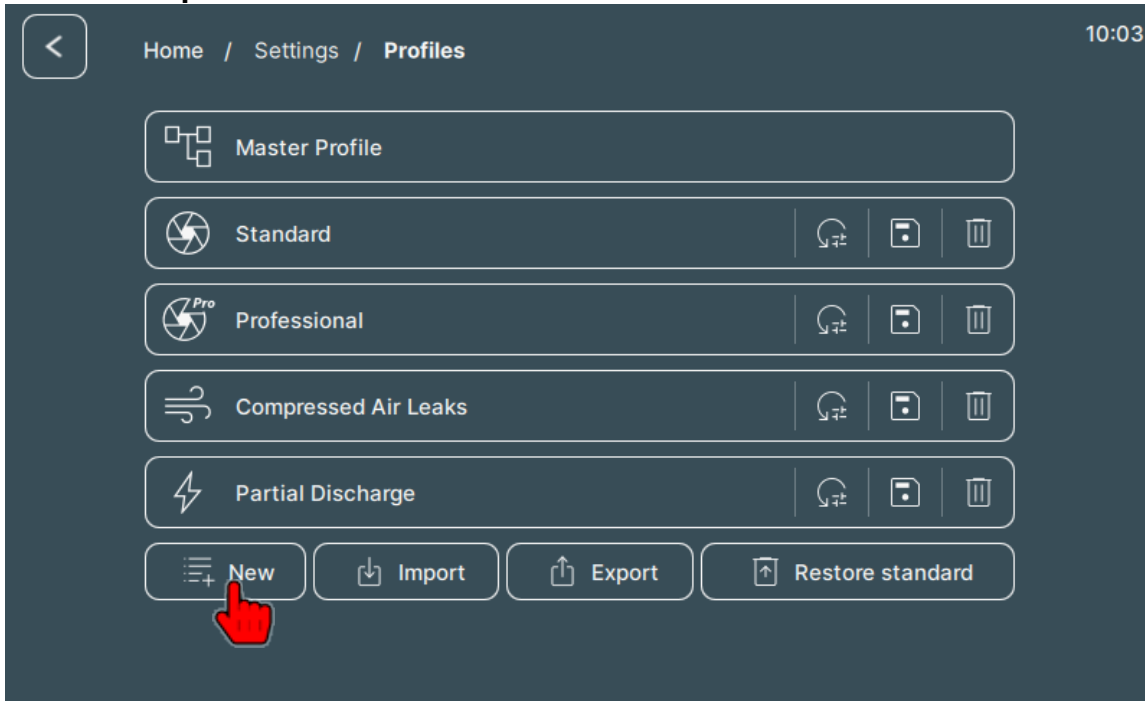 10:03
Home / Settings / Profiles
Master Profile
Standard
Pro
Professional
Compressed Air Leaks
Partial Discharge
New Import Export Restore standard